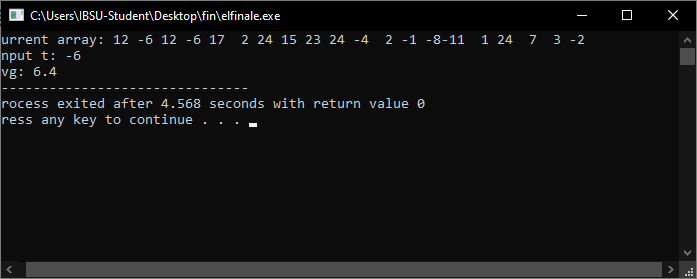 C:\Users\IBSU-Student\Desktop\fin\elfinale.exe
urrent array: 12 -6 12 -6 17  2 24 15 23 24 -4  2 -1 -8-11  1 24  7  3 -2
nput t: -6
vg: 6.4
-------------------------------
rocess exited after 4.568 seconds with return value 0
ress any key to continue . . .